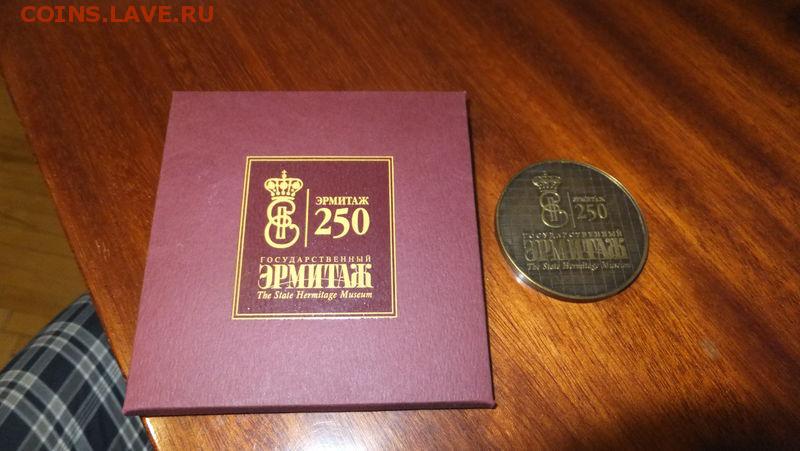 COINS.LAVE.RU
ЭРМИТАЖ
250
ГОСУДАРСТВЕННЫЙ
ЭРМИТАЖ
The State Hermitage Museum
ЭРМИТАЖ
250
ГОСУДАРСТВЕННЫЙ
ЭРМИТАЖ
The State Hermitage Museum